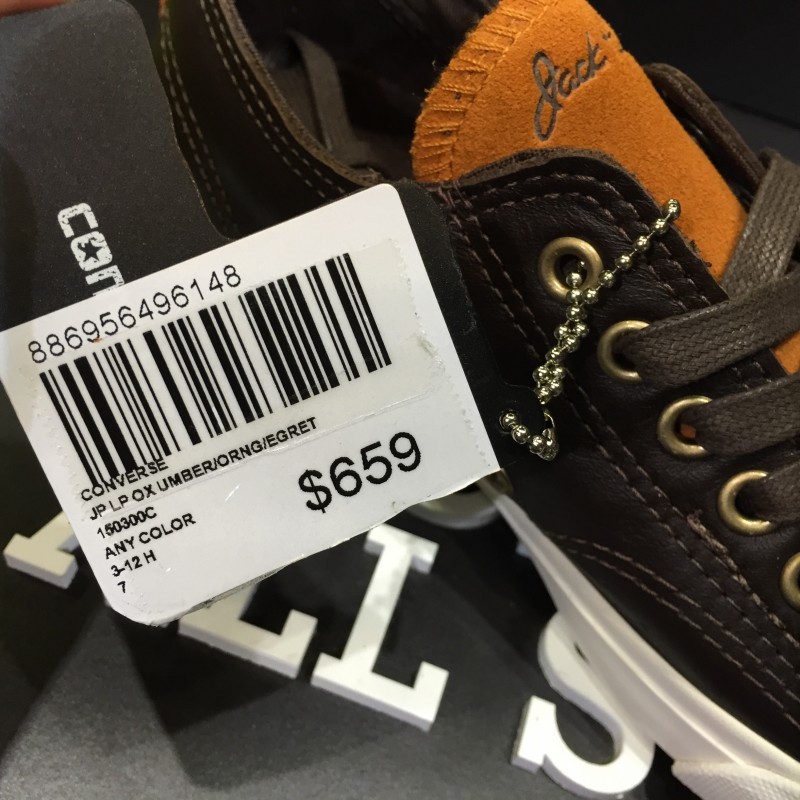 Jack
con
886956496148
CONVERSE
JP LP OX UMBER/ORNG/EGRET
150300C
ANY COLOR
3-12 H
7
$659